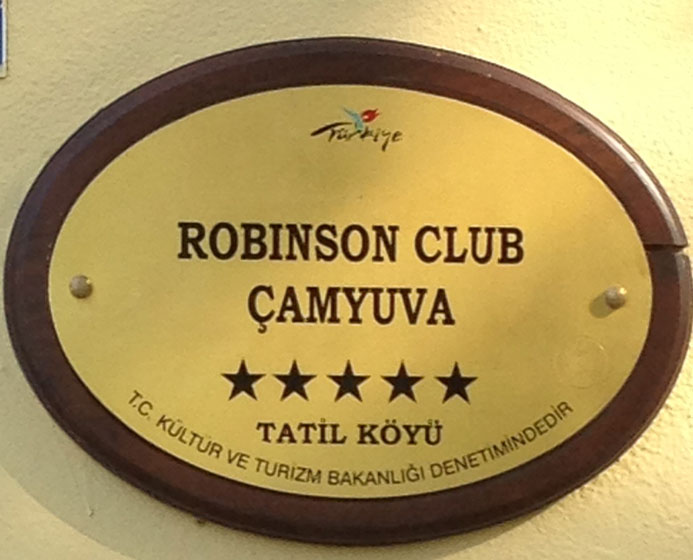 Türkiye
ROBINSON CLUB
ÇAMYUVA
TATİL KÖYÜ
T.C. KÜLTÜR VE TURİZM BAKANLIĞI DENETİMİNDEDİR